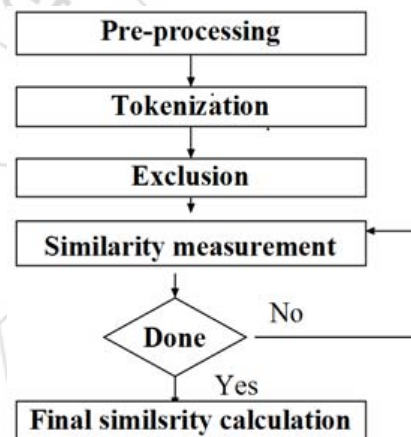 Pre-processing
Tokenization
Exclusion
Similarity measurement
Done
No
Yes
Final similsrity calculation